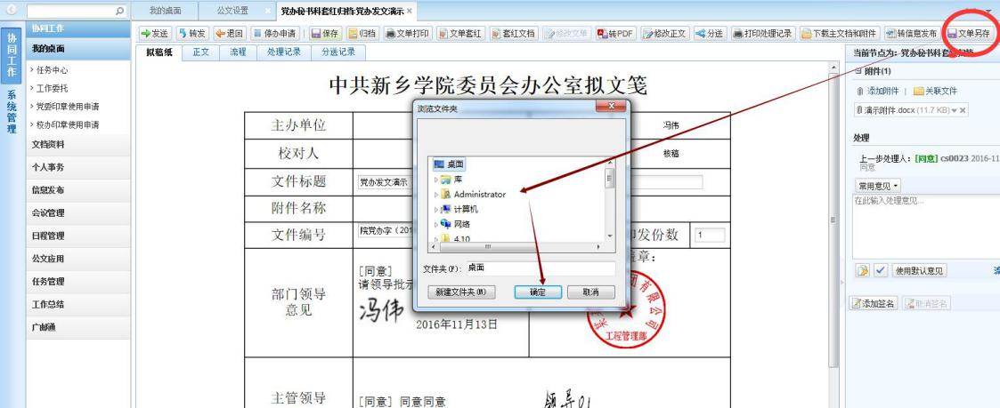 我的桌面 公文设置 党办秘书科套红归档:党办发文演示
协同工作
系统管理
协同工作
我的桌面
任务中心
工作委托
党委印章使用申请
校办印章使用申请
文档资料
个人事务
信息发布
会议管理
日程管理
公文应用
任务管理
工作总结
广邮通
发送 转发 退回 停办申请 保存 归档 文单打印 文单套红 套红文档 修改文单 转PDF 修改正文 分送 打印处理记录 下载主文档和附件 转信息发布 文单另存
拟稿纸 正文 流程 处理记录 分送记录
中共新乡学院委员会办公室拟文笺
主办单位 冯伟
校对人 核稿
文件标题 党办发文演示
附件名称
文件编号 院党办字（201 印发份数 1
部门领导
意见
[同意]
请领导批示
冯伟
2016年11月13日
盖章：
团有限公司
工程管理部
主管领导 [同意] 同意同意
领导01
浏览文件夹
桌面
库
Administrator
计算机
网络
4.10
文件夹(F): 桌面
新建文件夹(M) 确定 取消
当前节点为: 党办秘书科套红归档
附件(1)
添加附件 关联文件
演示附件.docx (11.7 KB)
处理
上一步处理人: [同意] cs0023 2016-11
同意
常用意见
在此输入处理意见...
使用默认意见
添加签名 取消签名